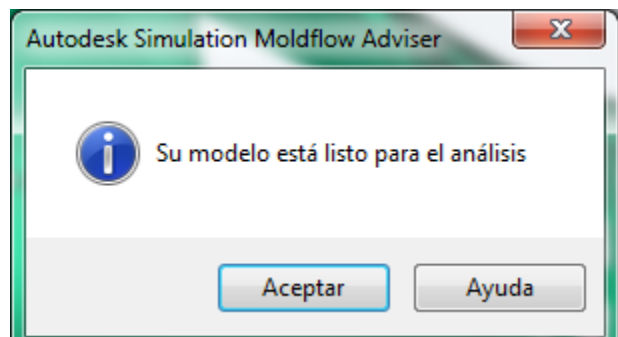 Autodesk Simulation Moldflow Adviser
Su modelo está listo para el análisis
Aceptar Ayuda